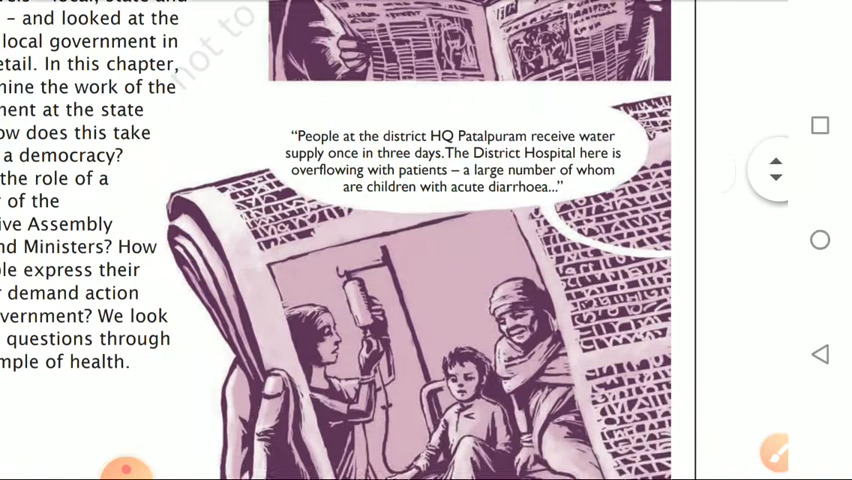 – and looked at the
local government in
etail. In this chapter,
mine the work of the
ment at the state
ow does this take
a democracy?
the role of a
r of the
ive Assembly
nd Ministers? How
ple express their
r demand action
vernment? We look
questions through
mple of health.
not to
“People at the district HQ Patalpuram receive water
supply once in three days.The District Hospital here is
overflowing with patients – a large number of whom
are children with acute diarrhoea...”